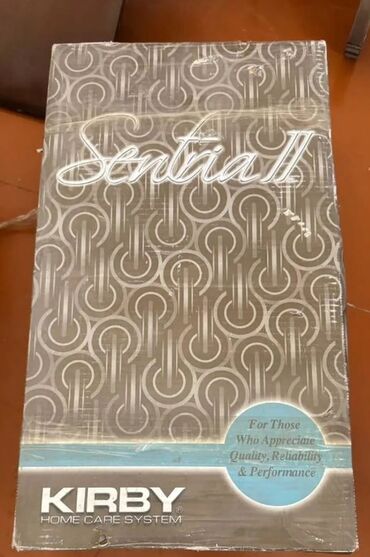 Sentria II
For Those
Who Appreciate
Quality, Reliability
& Performance
KIRBY®
HOME CARE SYSTEM